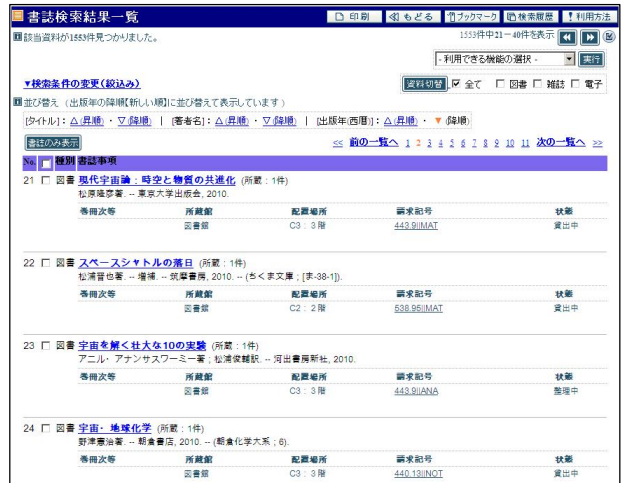 書誌検索結果一覧
印刷 もどる ブックマーク 検索履歴 利用方法
該当資料が1553件見つかりました。
1553件中21-40件を表示
- 利用できる機能の選択 - 実行
▼検索条件の変更(絞込み)
資料切替 全て 図書 雑誌 電子
並び替え (出版年の降順【新しい順】に並び替えて表示しています)
[タイトル]:△(昇順)・▽(降順) | [著者名]:△(昇順)・▽(降順) | [出版年(西暦)]:△(昇順)・▼(降順)
書誌のみ表示
<< 前の一覧へ 1 2 3 4 5 6 7 8 9 10 11 次の一覧へ >>
No. 種別 書誌事項
21 図書 現代宇宙論 : 時空と物質の共進化 (所蔵:1件)
松原隆彦著. -- 東京大学出版会, 2010.
巻冊次等 所蔵館 配置場所 請求記号 状態
図書館 C3:3階 443.9||MAT 貸出中
22 図書 スペースシャトルの落日 (所蔵:1件)
松浦晋也著. -- 増補. -- 筑摩書房, 2010. -- (ちくま文庫 ; [ま-38-1]).
巻冊次等 所蔵館 配置場所 請求記号 状態
図書館 C2:2階 538.95||MAT 貸出中
23 図書 宇宙を解く壮大な10の実験 (所蔵:1件)
アニル・アナンサスワーミー著 ; 松浦俊輔訳. -- 河出書房新社, 2010.
巻冊次等 所蔵館 配置場所 請求記号 状態
図書館 C3:3階 443.9||ANA 整理中
24 図書 宇宙・地球化学 (所蔵:1件)
野津憲治著. -- 朝倉書店, 2010. -- (朝倉化学大系 ; 6).
巻冊次等 所蔵館 配置場所 請求記号 状態
図書館 C3:3階 440.13||NOT 貸出中